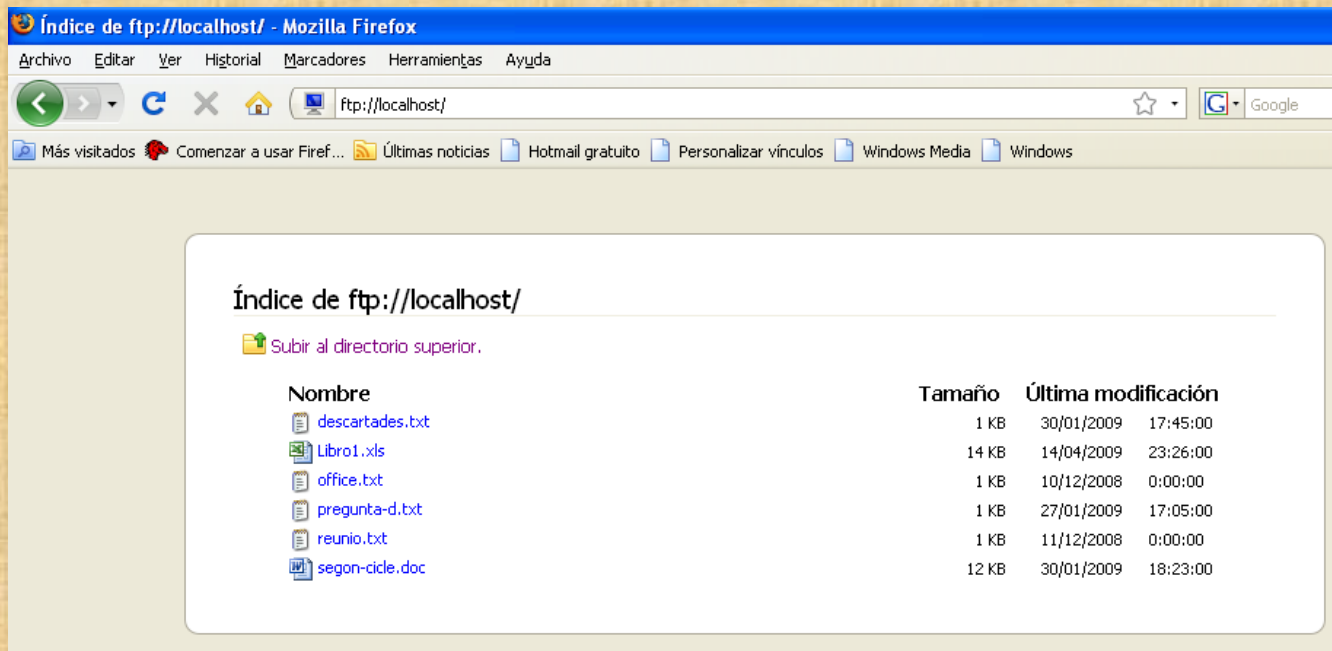 Índice de ftp://localhost/ - Mozilla Firefox
Archivo Editar Ver Historial Marcadores Herramientas Ayuda
ftp://localhost/ G Google
Más visitados Comenzar a usar Firef... Últimas noticias Hotmail gratuito Personalizar vínculos Windows Media Windows
Índice de ftp://localhost/
Subir al directorio superior.
Nombre Tamaño Última modificación
descartades.txt 1 KB 30/01/2009 17:45:00
Libro1.xls 14 KB 14/04/2009 23:26:00
office.txt 1 KB 10/12/2008 0:00:00
pregunta-d.txt 1 KB 27/01/2009 17:05:00
reunio.txt 1 KB 11/12/2008 0:00:00
segon-cicle.doc 12 KB 30/01/2009 18:23:00